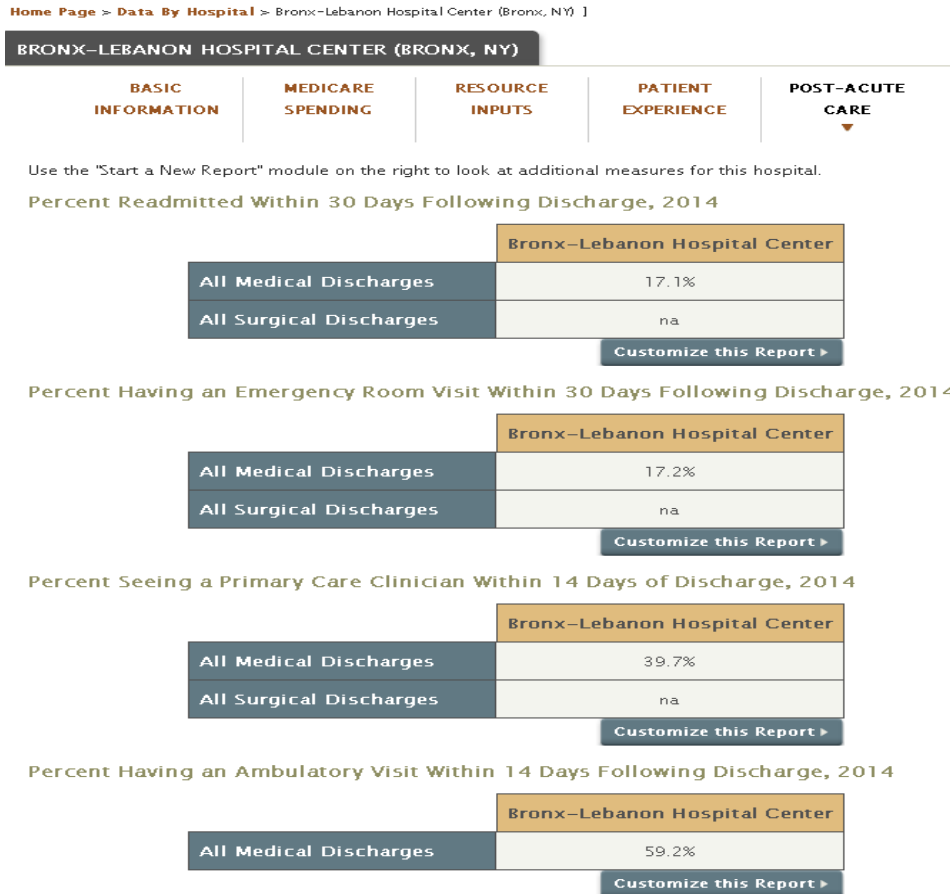 Home Page > Data By Hospital > Bronx-Lebanon Hospital Center (Bronx, NY) ]
BRONX-LEBANON HOSPITAL CENTER (BRONX, NY)
BASIC INFORMATION
MEDICARE SPENDING
RESOURCE INPUTS
PATIENT EXPERIENCE
POST-ACUTE CARE
Use the "Start a New Report" module on the right to look at additional measures for this hospital.
Percent Readmitted Within 30 Days Following Discharge, 2014
Bronx-Lebanon Hospital Center
All Medical Discharges 17.1%
All Surgical Discharges na
Customize this Report
Percent Having an Emergency Room Visit Within 30 Days Following Discharge, 2014
Bronx-Lebanon Hospital Center
All Medical Discharges 17.2%
All Surgical Discharges na
Customize this Report
Percent Seeing a Primary Care Clinician Within 14 Days of Discharge, 2014
Bronx-Lebanon Hospital Center
All Medical Discharges 39.7%
All Surgical Discharges na
Customize this Report
Percent Having an Ambulatory Visit Within 14 Days Following Discharge, 2014
Bronx-Lebanon Hospital Center
All Medical Discharges 59.2%
Customize this Report